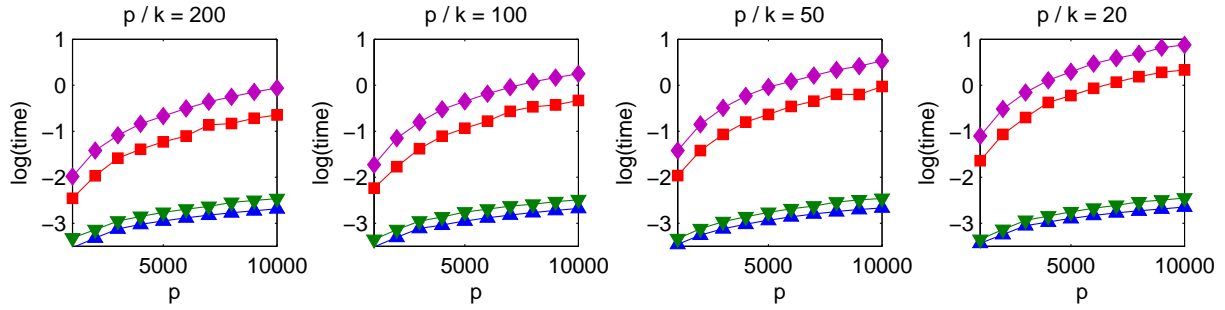 p / k = 200
p / k = 100
p / k = 50
p / k = 20
log(time)
1
0
−1
−2
−3
5000
10000
p
log(time)
1
0
−1
−2
−3
5000
10000
p
log(time)
1
0
−1
−2
−3
5000
10000
p
log(time)
1
0
−1
−2
−3
5000
10000
p